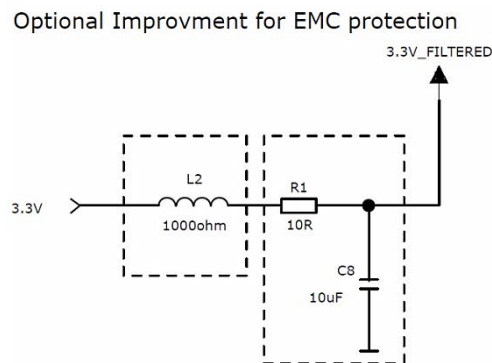 Optional Improvment for EMC protection
3.3V_FILTERED
L2
R1
3.3V
1000ohm
10R
C8
10uF